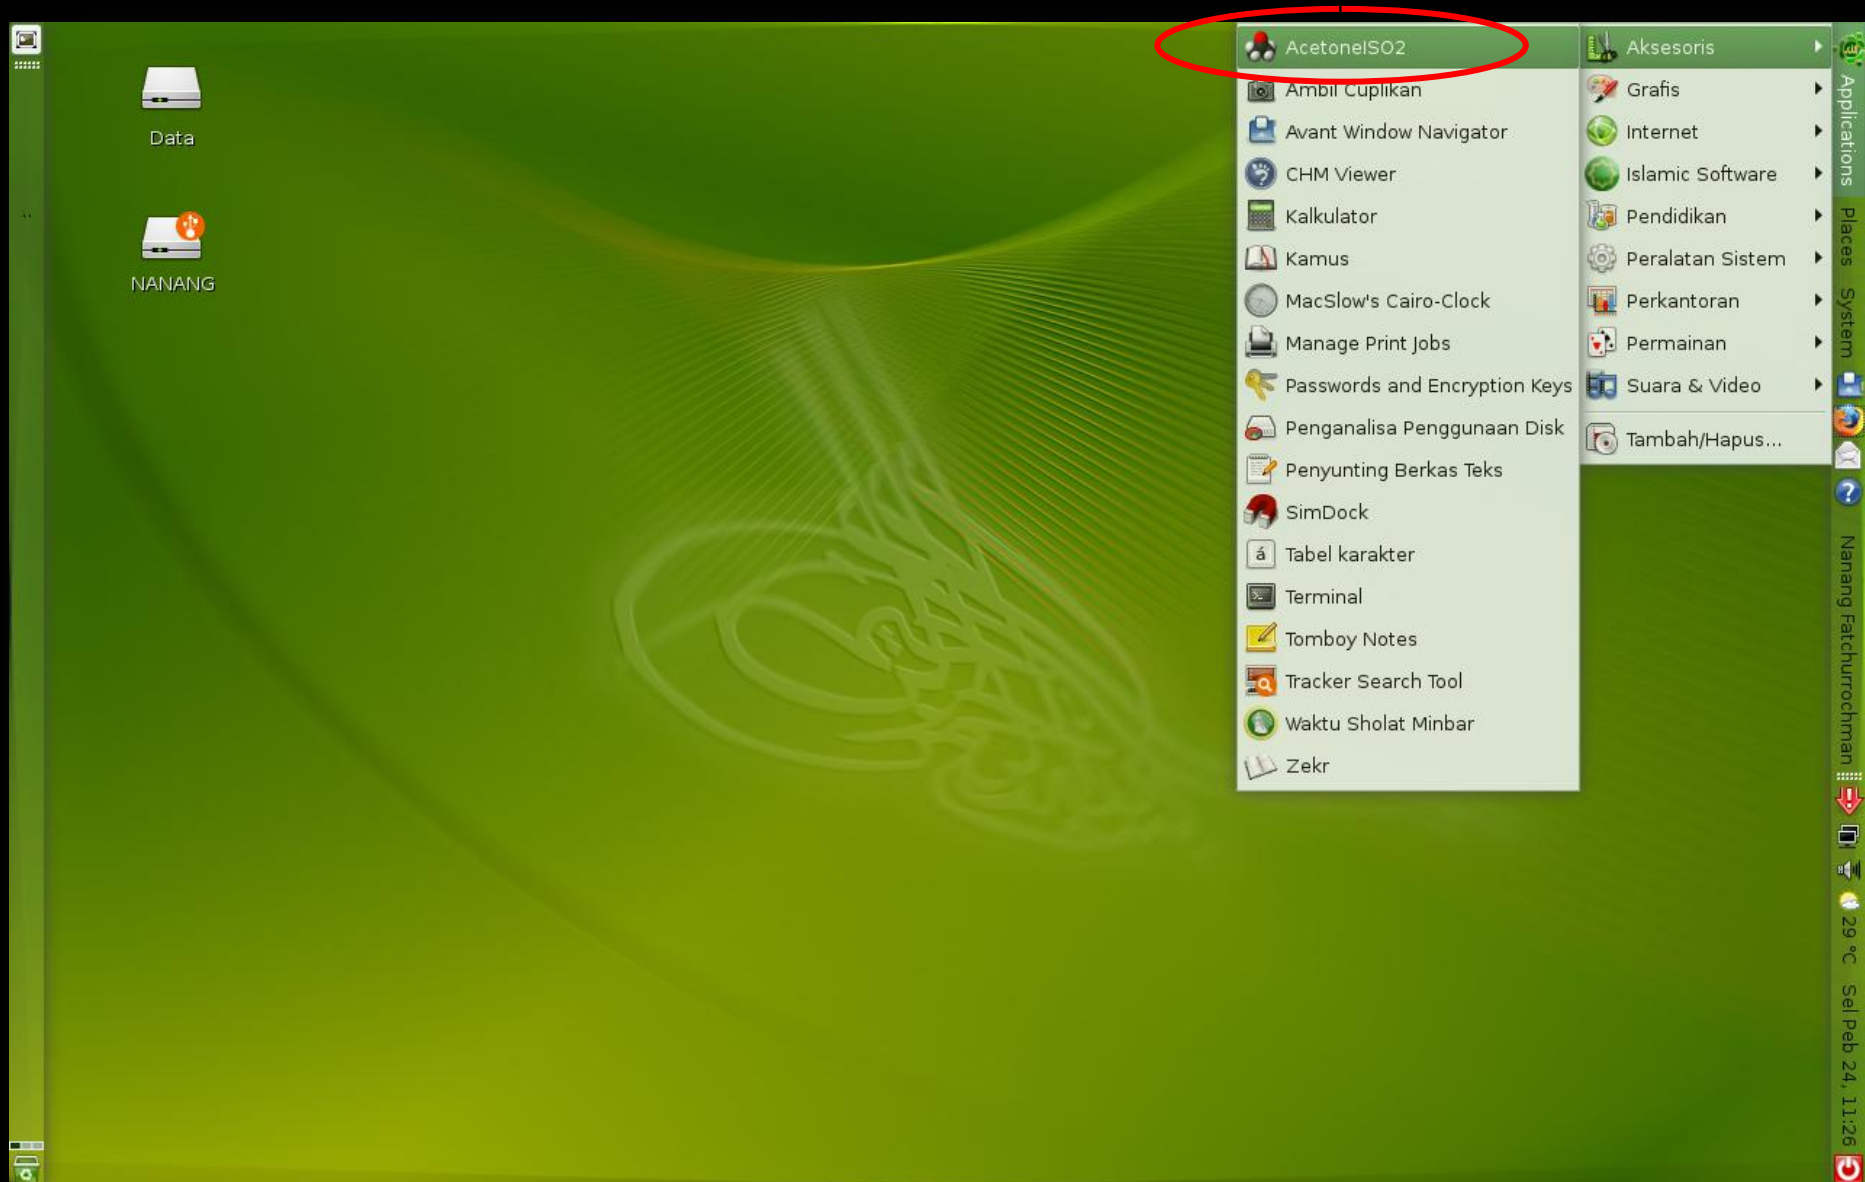 Data
NANANG
AcetoneISO2
Ambil Cuplikan
Avant Window Navigator
CHM Viewer
Kalkulator
Kamus
MacSlow's Cairo-Clock
Manage Print Jobs
Passwords and Encryption Keys
Penganalisa Penggunaan Disk
Penyunting Berkas Teks
SimDock
Tabel karakter
Terminal
Tomboy Notes
Tracker Search Tool
Waktu Sholat Minbar
Zekr
Aksesoris
Grafis
Internet
Islamic Software
Pendidikan
Peralatan Sistem
Perkantoran
Permainan
Suara & Video
Tambah/Hapus...
Applications
Places
System
Nanang Fatchurrochman
29 °C
Sel Peb 24, 11:26